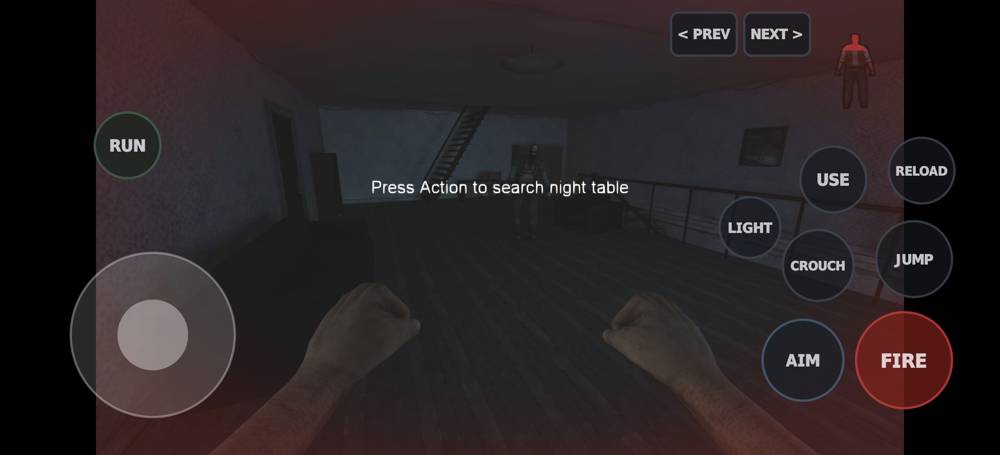 < PREV
NEXT >
RUN
Press Action to search night table
USE
RELOAD
LIGHT
CROUCH
JUMP
AIM
FIRE